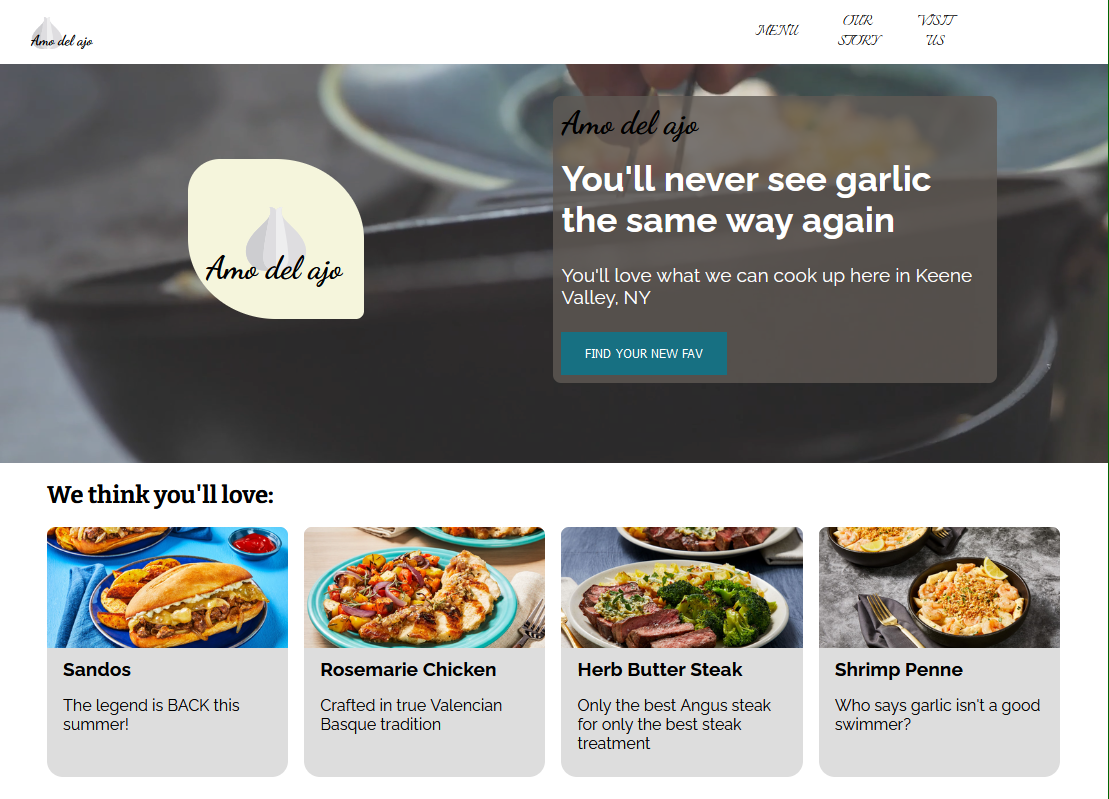 Amo del ajo
MENU
OUR
STORY
VISIT
US
Amo del ajo
Amo del ajo
You'll never see garlic
the same way again
You'll love what we can cook up here in Keene
Valley, NY
FIND YOUR NEW FAV
We think you'll love:
Sandos
The legend is BACK this
summer!
Rosemarie Chicken
Crafted in true Valencian
Basque tradition
Herb Butter Steak
Only the best Angus steak
for only the best steak
treatment
Shrimp Penne
Who says garlic isn't a good
swimmer?